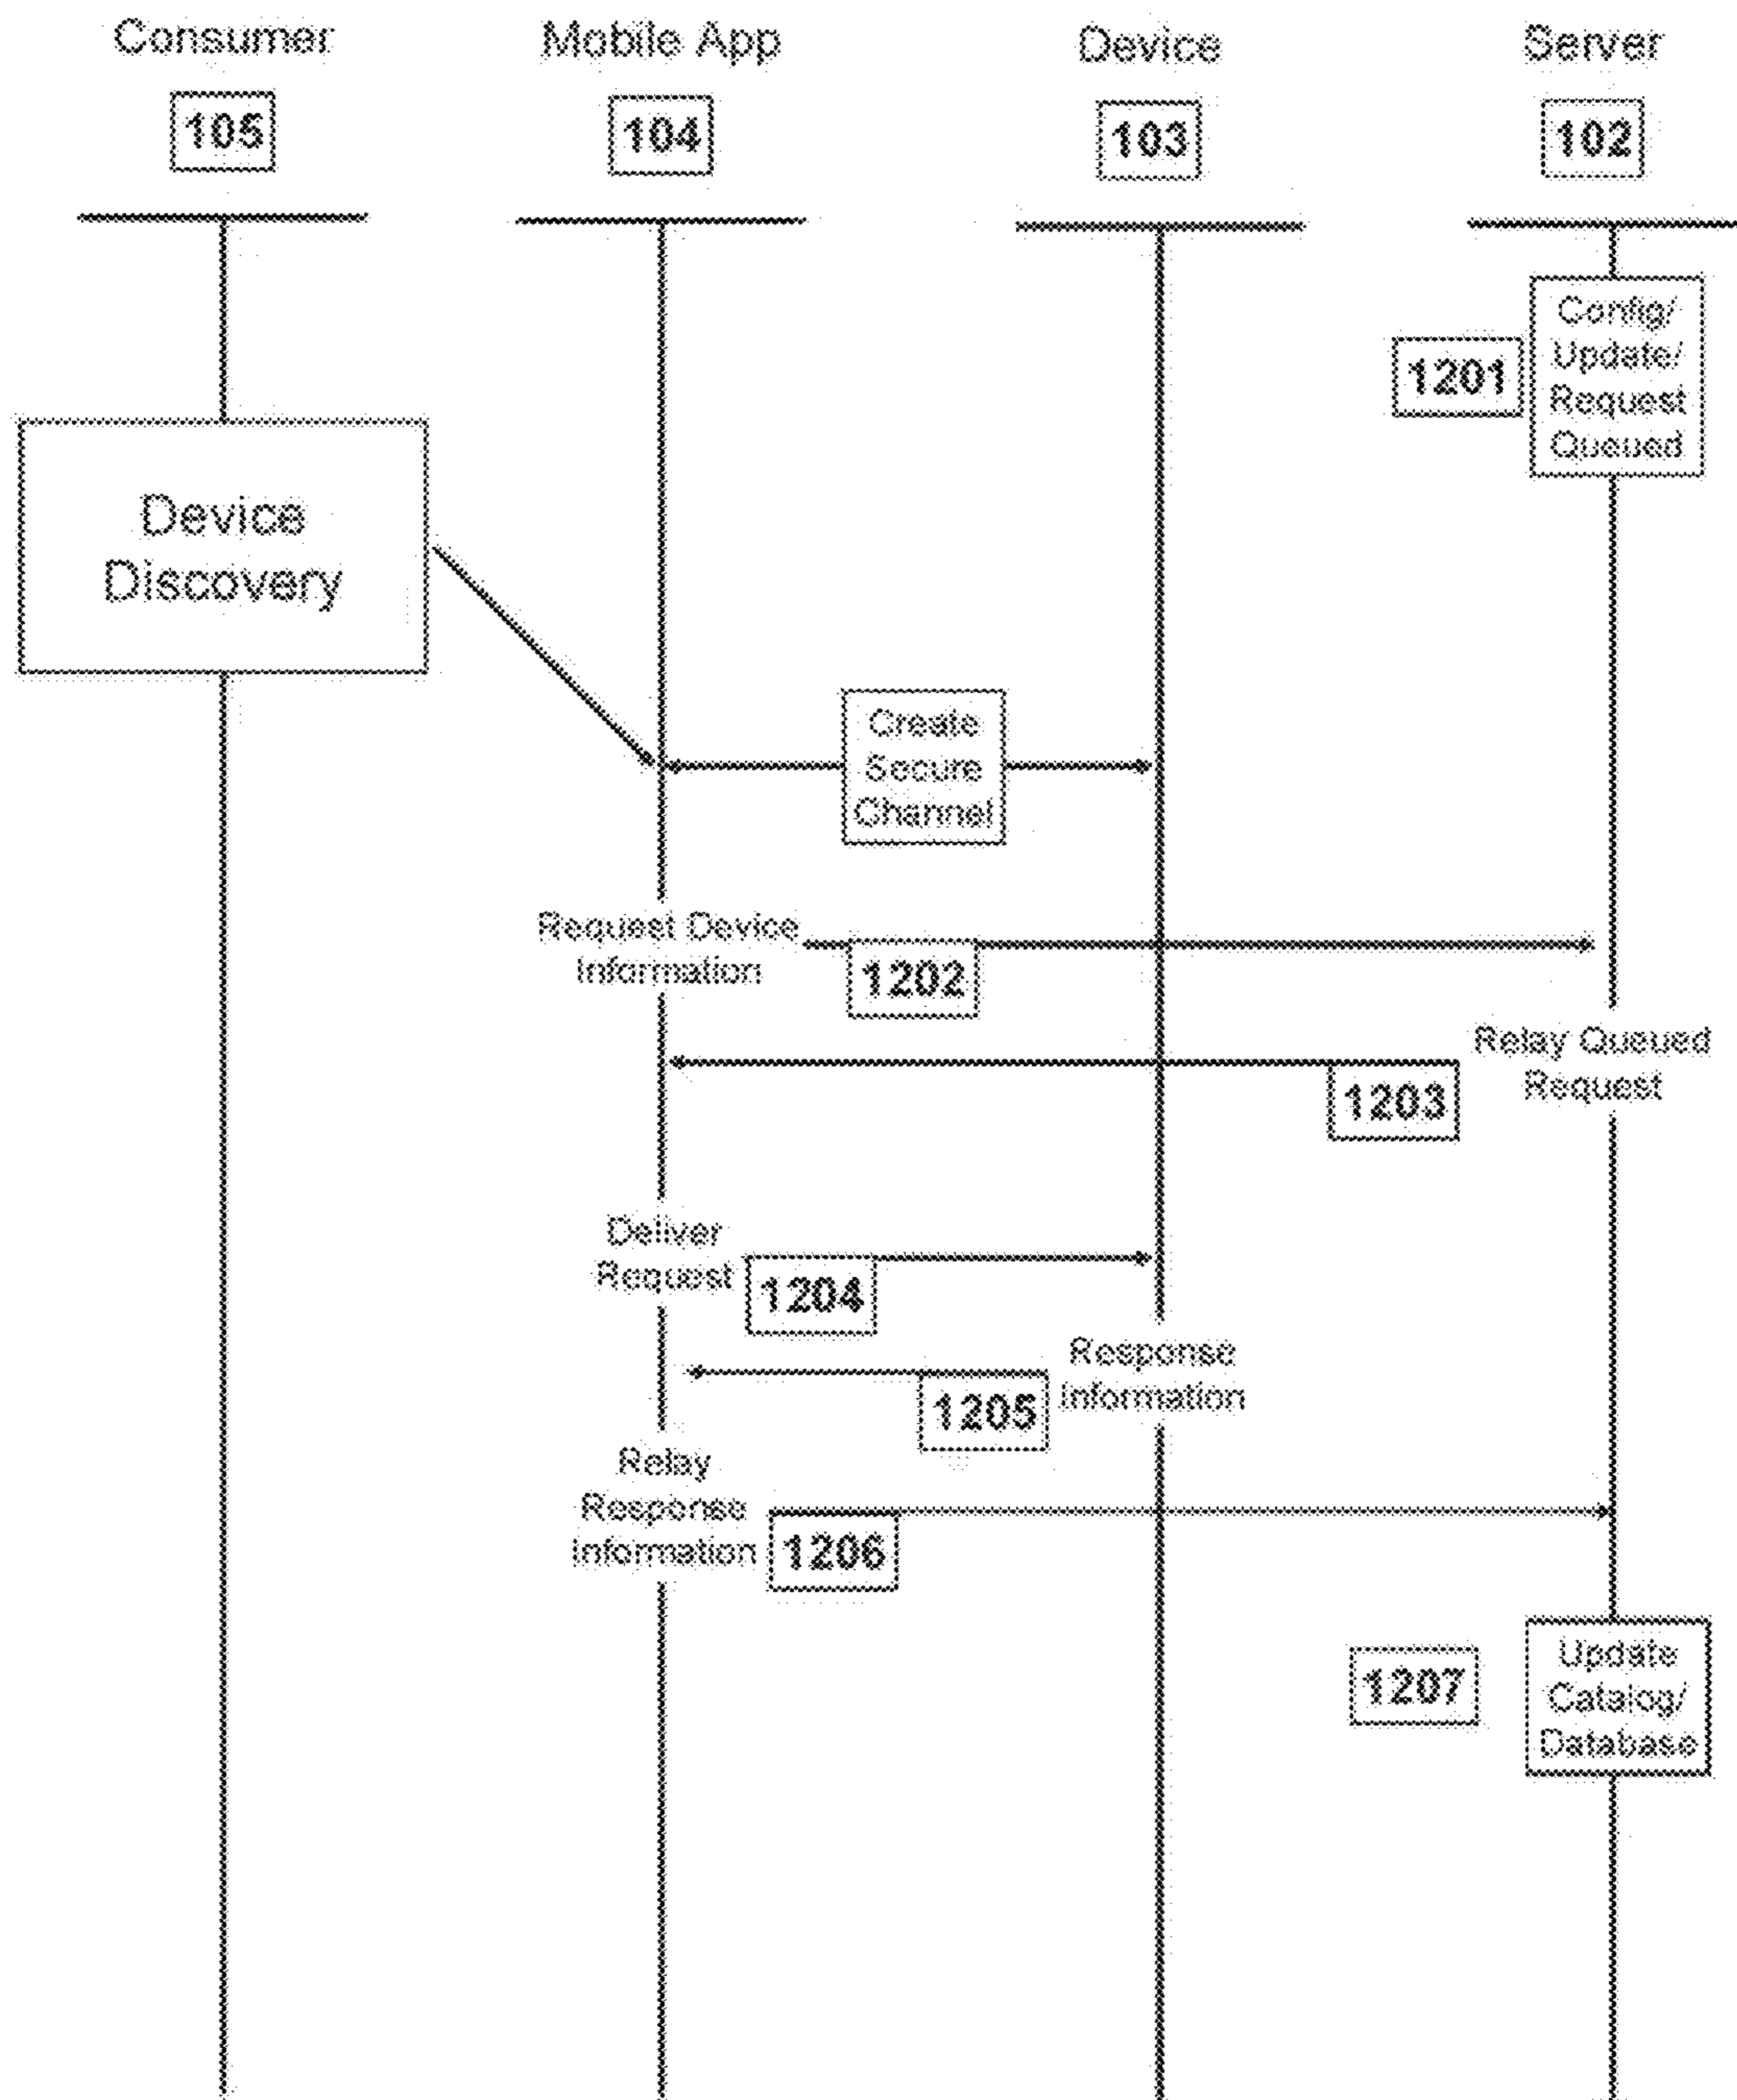 Consumer
Mobile App
Device
Server
105
104
103
102
Config/
Update/
Request
Queued
1201
Device
Discovery
Create
Secure
Channel
Request Device
Information
1202
Relay Queued
Request
1203
Deliver
Request
1204
Response
Information
1205
Relay
Response
Information
1206
Update
Catalog/
Database
1207